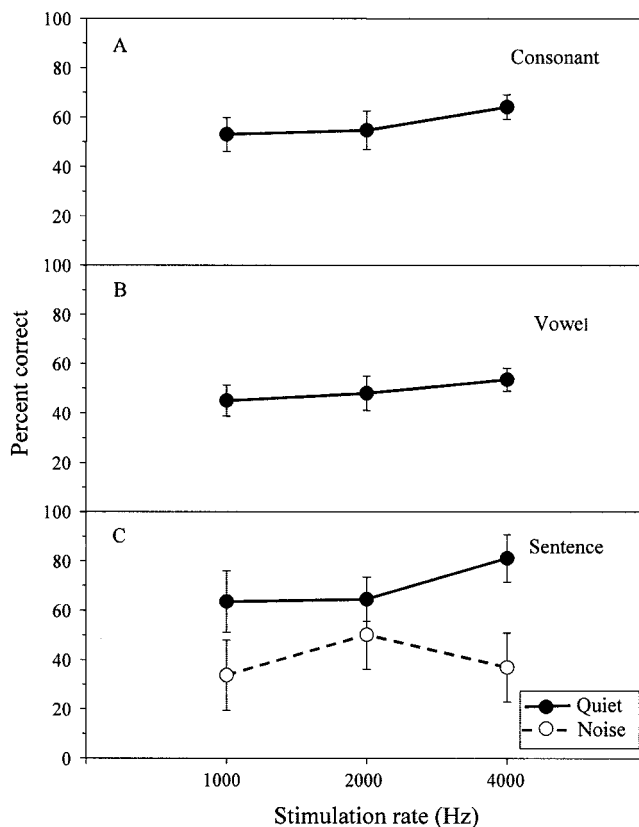 100
A
Consonant
80
60
40
20
100
B
Vowel
80
60
40
20
Percent correct
100
C
Sentence
80
60
40
20
0
Quiet
Noise
1000 2000 4000
Stimulation rate (Hz)